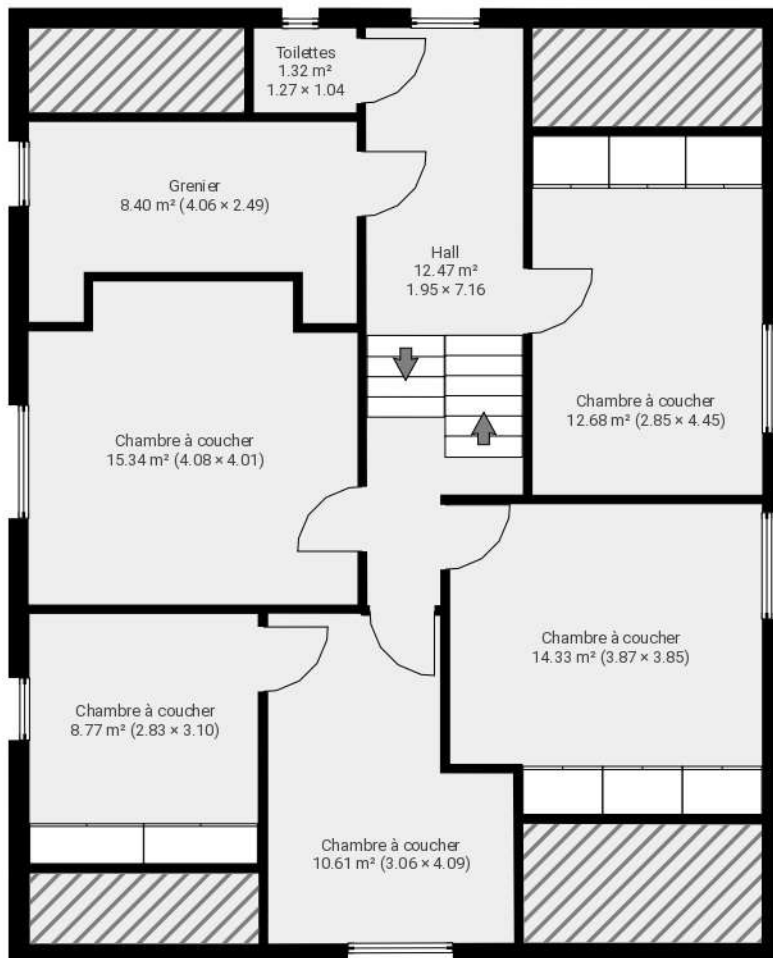 Toilettes
1.32 m²
1.27 × 1.04
Grenier
8.40 m² (4.06 × 2.49)
Hall
12.47 m²
1.95 × 7.16
Chambre à coucher
12.68 m² (2.85 × 4.45)
Chambre à coucher
15.34 m² (4.08 × 4.01)
Chambre à coucher
14.33 m² (3.87 × 3.85)
Chambre à coucher
8.77 m² (2.83 × 3.10)
Chambre à coucher
10.61 m² (3.06 × 4.09)